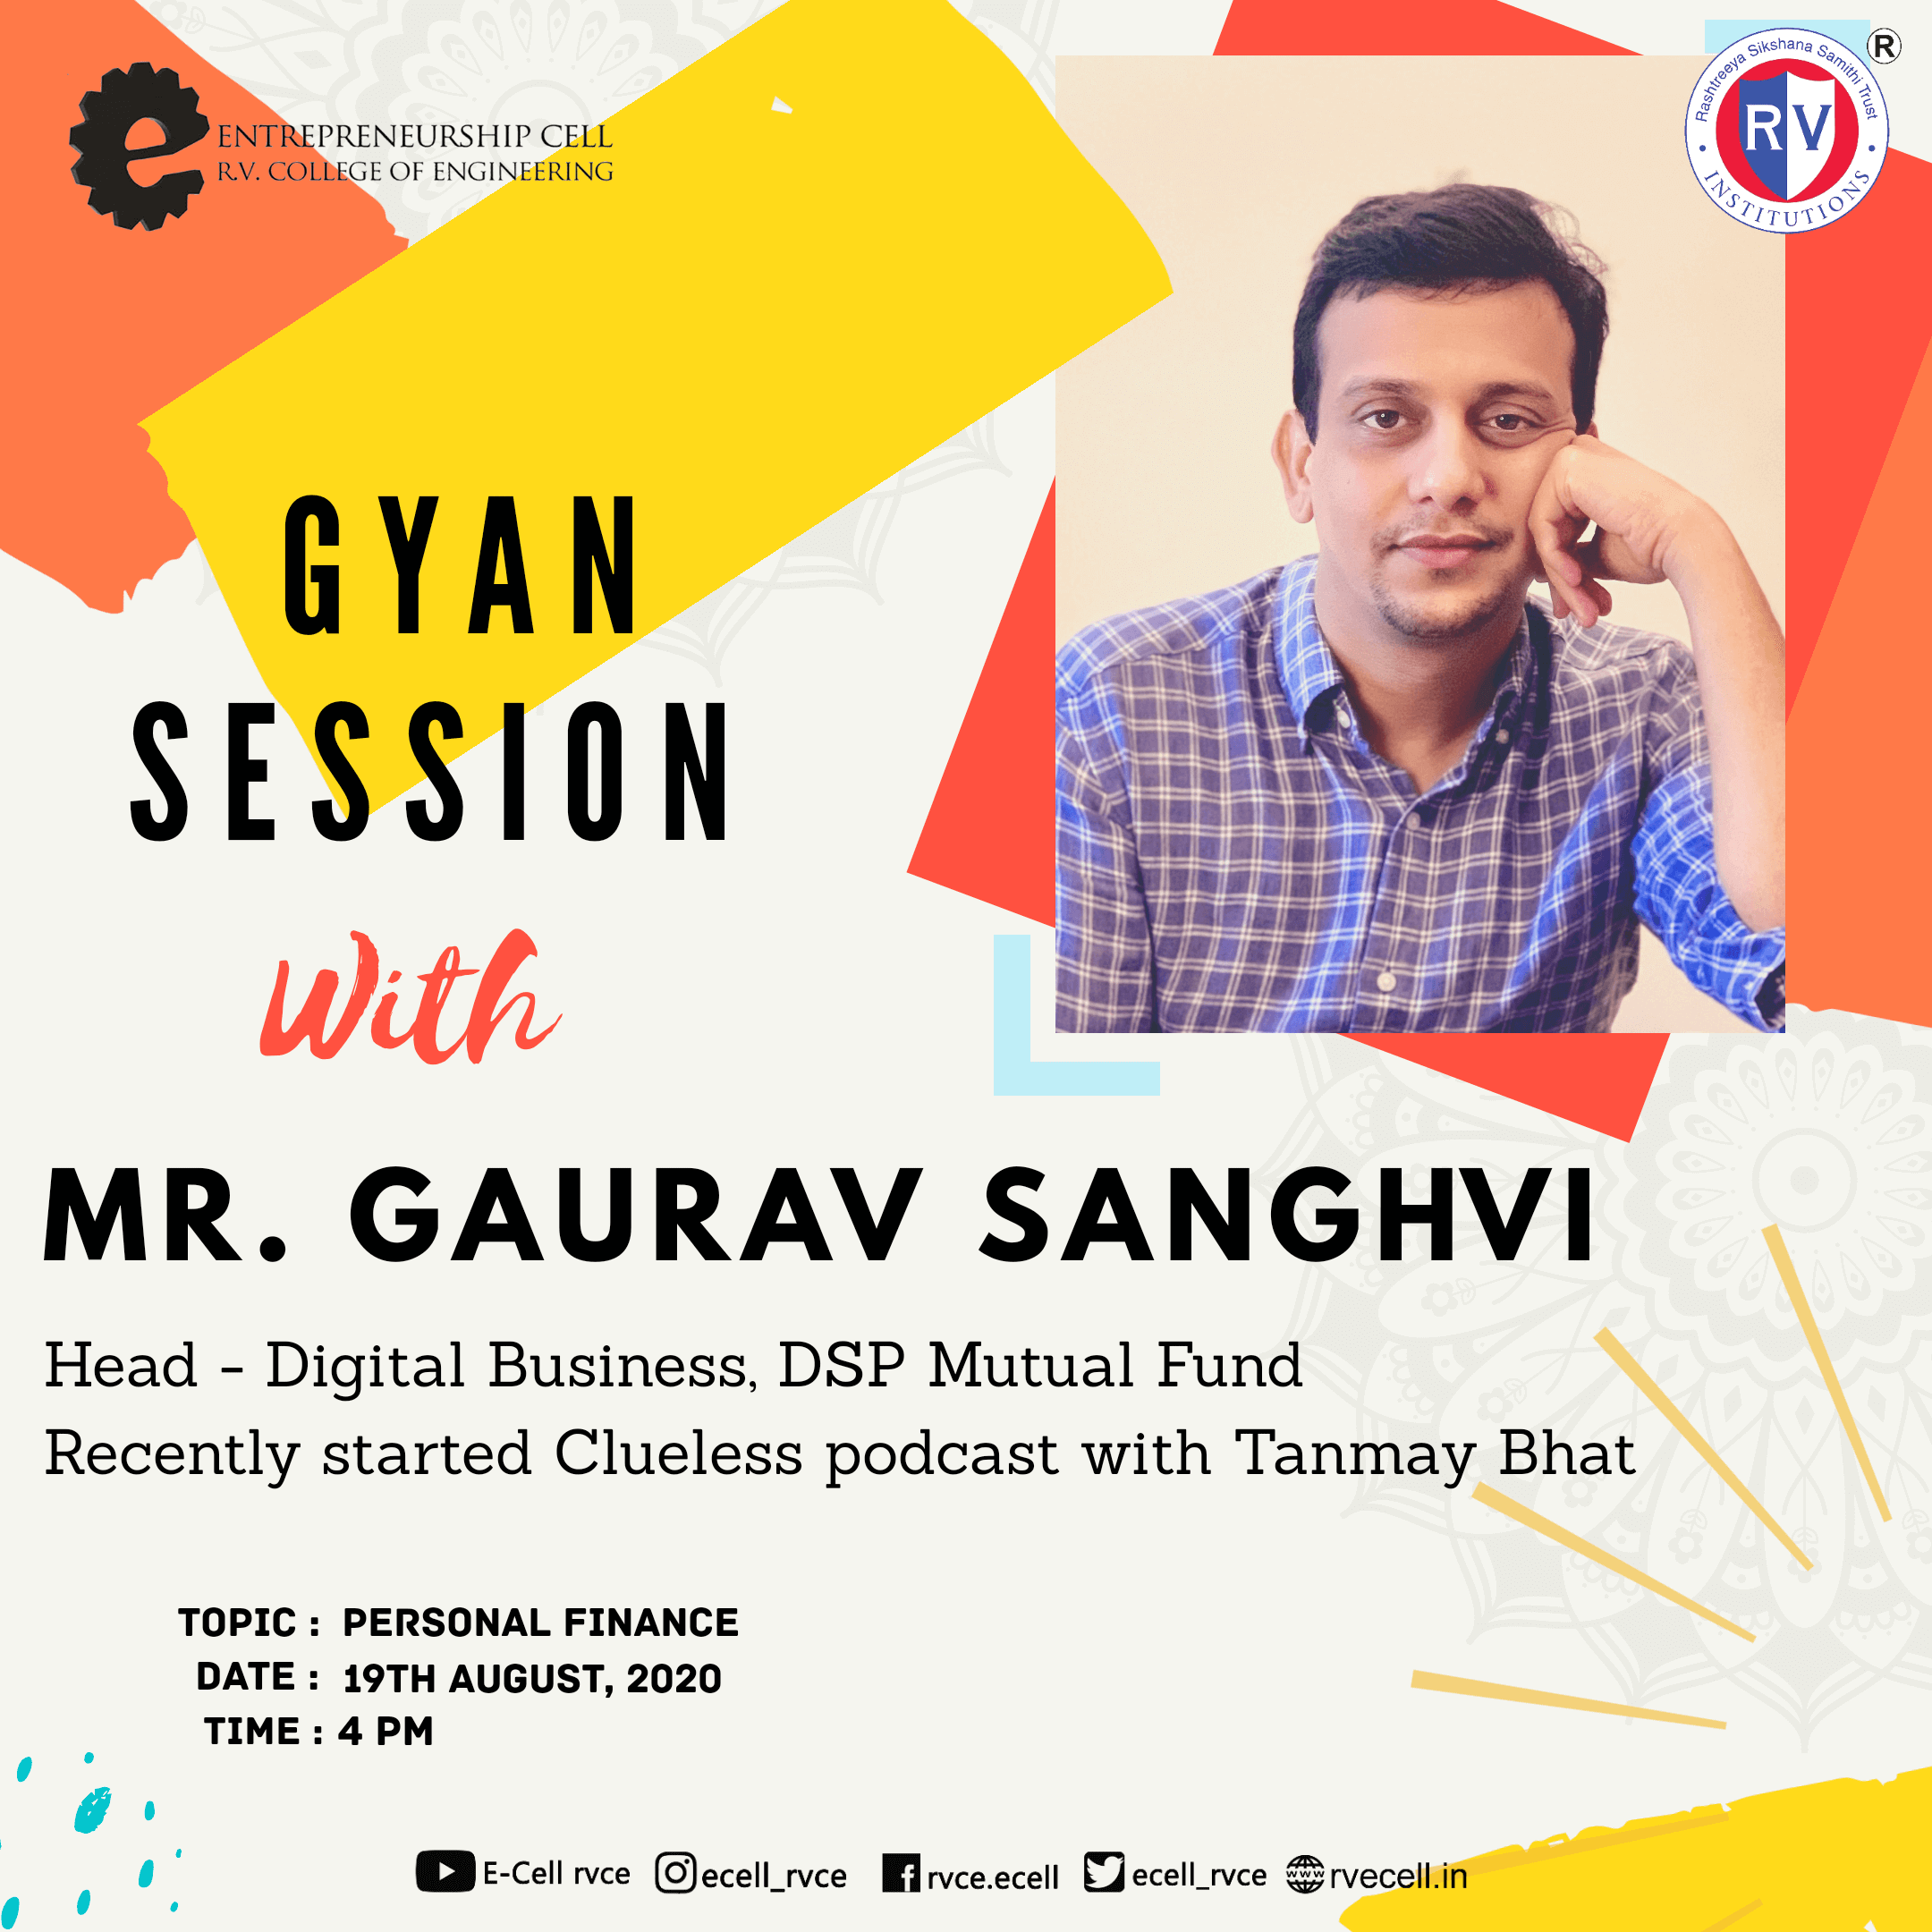 ENTREPRENEURSHIP CELL
R.V. COLLEGE OF ENGINEERING
Rashtreeya Sikshana Samithi Trust
RV
INSTITUTIONS
R
GYAN
SESSION
With
MR. GAURAV SANGHVI
Head - Digital Business, DSP Mutual Fund
Recently started Clueless podcast with Tanmay Bhat
TOPIC : PERSONAL FINANCE
DATE : 19TH AUGUST, 2020
TIME : 4 PM
E-Cell rvce ecell_rvce rvce.ecell ecell_rvce www rvecell.in